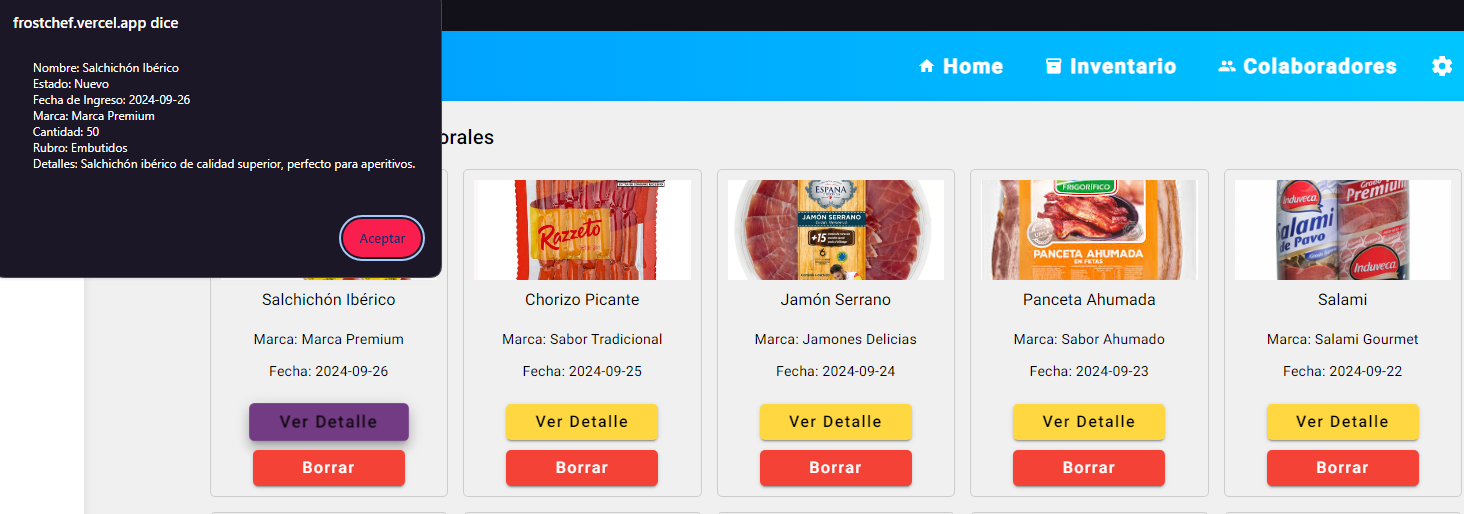 frostchef.vercel.app dice
Nombre: Salchichón Ibérico
Estado: Nuevo
Fecha de Ingreso: 2024-09-26
Marca: Marca Premium
Cantidad: 50
Rubro: Embutidos
Detalles: Salchichón ibérico de calidad superior, perfecto para aperitivos.
Aceptar
Home
Inventario
Colaboradores
orales
Razzeto
ESPAÑA
JAMÓN SERRANO
+15
6
FRIGORÍFICO
PANCETA AHUMADA
EN FETAS
Induveca
Salami
de Pavo
Premium
Induveca
Salchichón Ibérico
Chorizo Picante
Jamón Serrano
Panceta Ahumada
Salami
Marca: Marca Premium
Marca: Sabor Tradicional
Marca: Jamones Delicias
Marca: Sabor Ahumado
Marca: Salami Gourmet
Fecha: 2024-09-26
Fecha: 2024-09-25
Fecha: 2024-09-24
Fecha: 2024-09-23
Fecha: 2024-09-22
Ver Detalle
Ver Detalle
Ver Detalle
Ver Detalle
Ver Detalle
Borrar
Borrar
Borrar
Borrar
Borrar